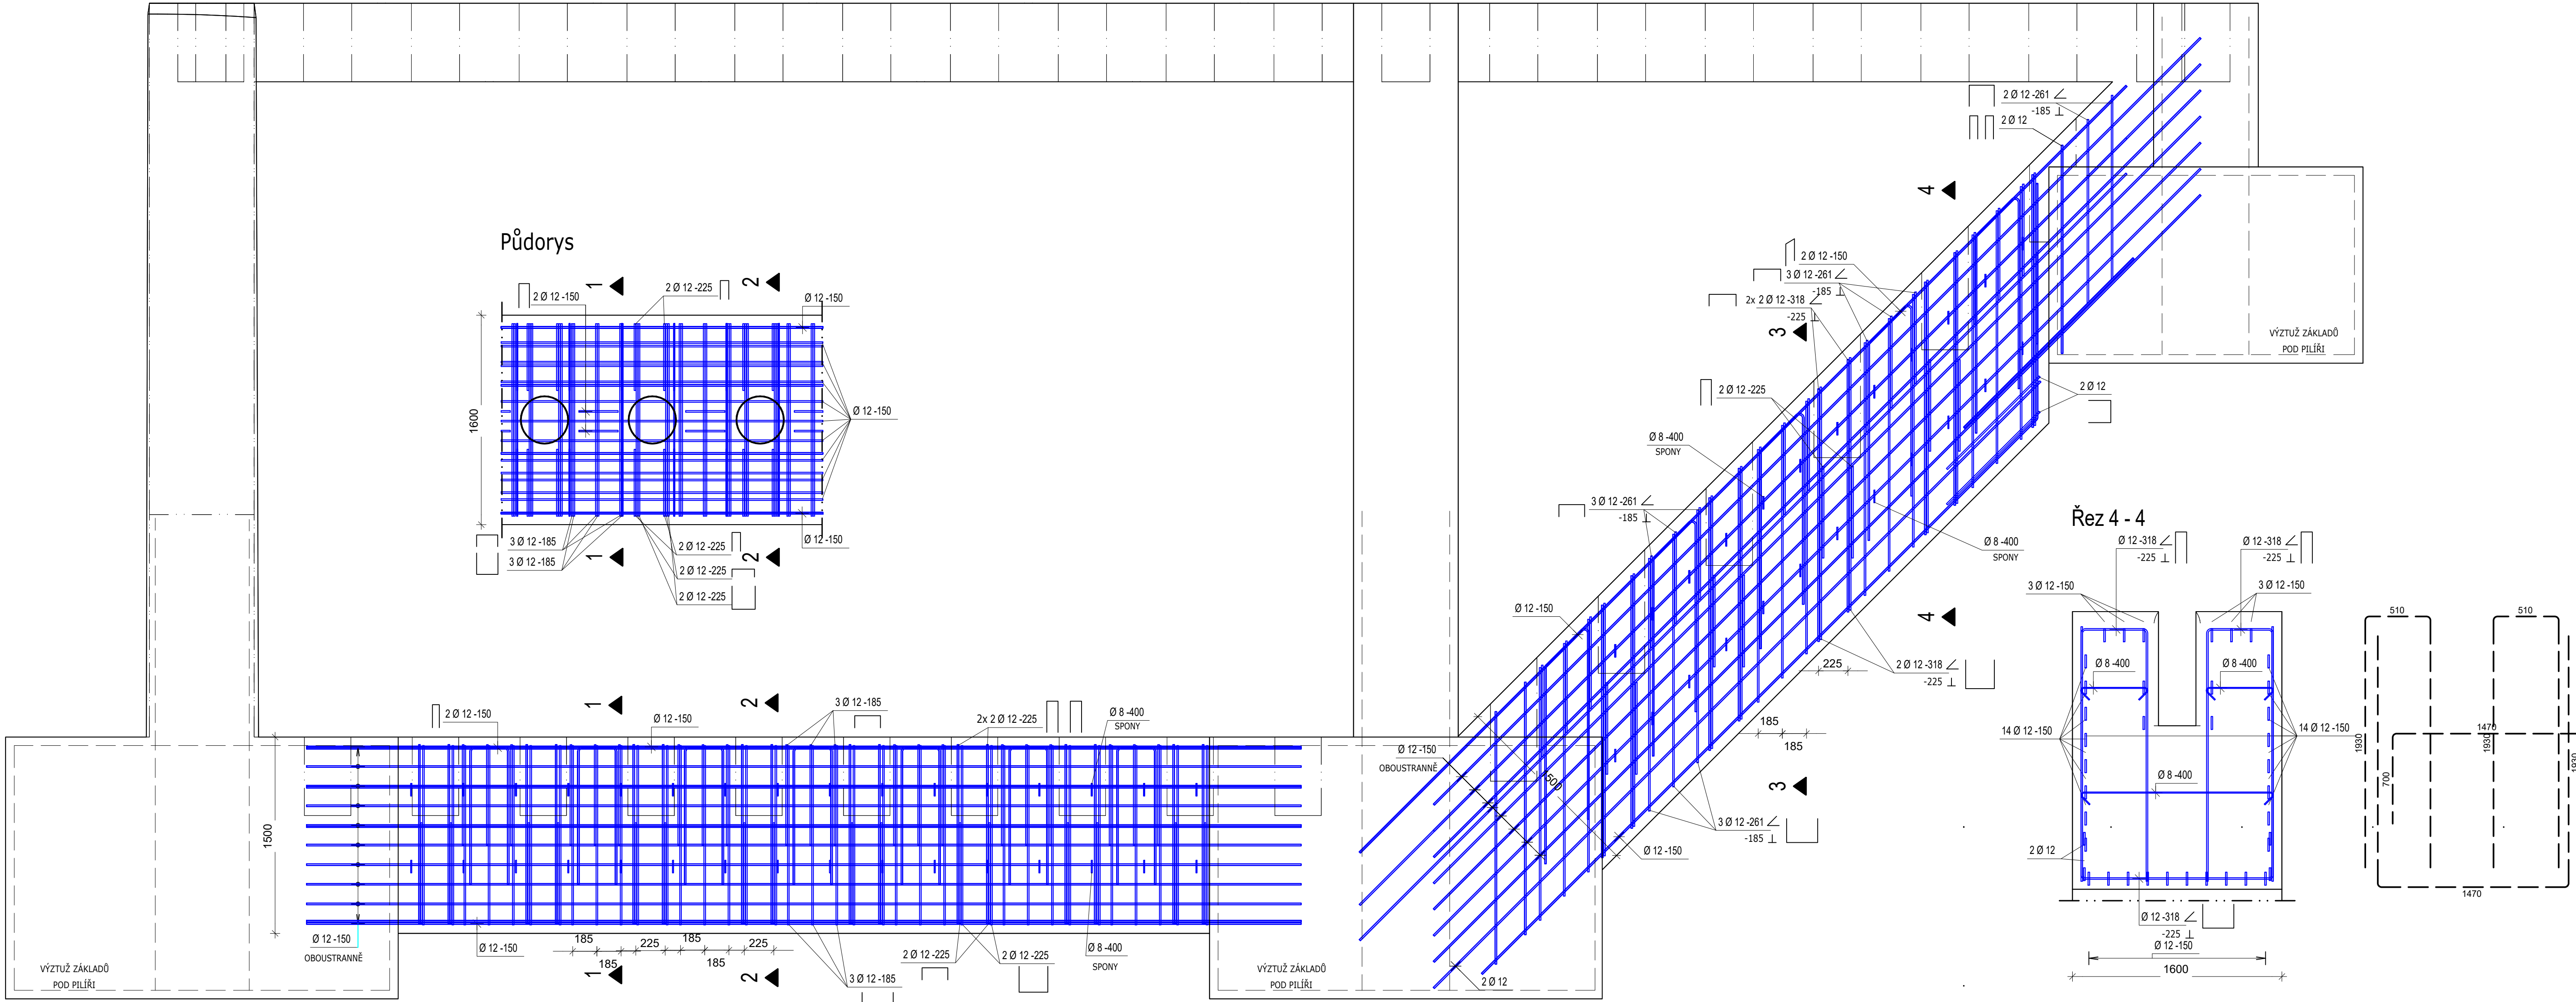 Půdorys
1
2
2 Ø 12 -150
2 Ø 12 -225
Ø 12 -150
1600
Ø 12 -150
3 Ø 12 -185
3 Ø 12 -185
1
2
2 Ø 12 -225
2 Ø 12 -225
2 Ø 12 -225
Ø 12 -150
1
2
2 Ø 12 -150
Ø 12 -150
3 Ø 12 -185
2x 2 Ø 12 -225
Ø 8 -400
SPONY
1500
Ø 12 -150
OBOUSTRANNĚ
Ø 12 -150
185
185
225
185
185
225
1
2
3 Ø 12 -185
2 Ø 12 -225
2 Ø 12 -225
Ø 8 -400
SPONY
VÝZTUŽ ZÁKLADŮ
POD PILÍŘI
VÝZTUŽ ZÁKLADŮ
POD PILÍŘI
2 Ø 12
Ø 12 -150
OBOUSTRANNĚ
1500
Ø 12 -150
3 Ø 12 -261
-185
Ø 8 -400
SPONY
2 Ø 12 -225
3
2x 2 Ø 12 -318
-225
3 Ø 12 -261
-185
2 Ø 12 -150
4
2 Ø 12 -261
-185
2 Ø 12
VÝZTUŽ ZÁKLADŮ
POD PILÍŘI
2 Ø 12
Ø 8 -400
SPONY
4
2 Ø 12 -318
-225
225
185
185
3
3 Ø 12 -261
-185
Ø 12 -150
Řez 4 - 4
Ø 12 -318
-225
Ø 12 -318
-225
3 Ø 12 -150
3 Ø 12 -150
Ø 8 -400
Ø 8 -400
14 Ø 12 -150
14 Ø 12 -150
Ø 8 -400
2 Ø 12
Ø 12 -318
-225
Ø 12 -150
1600
510
510
1930
1470
1930
1930
700
1470